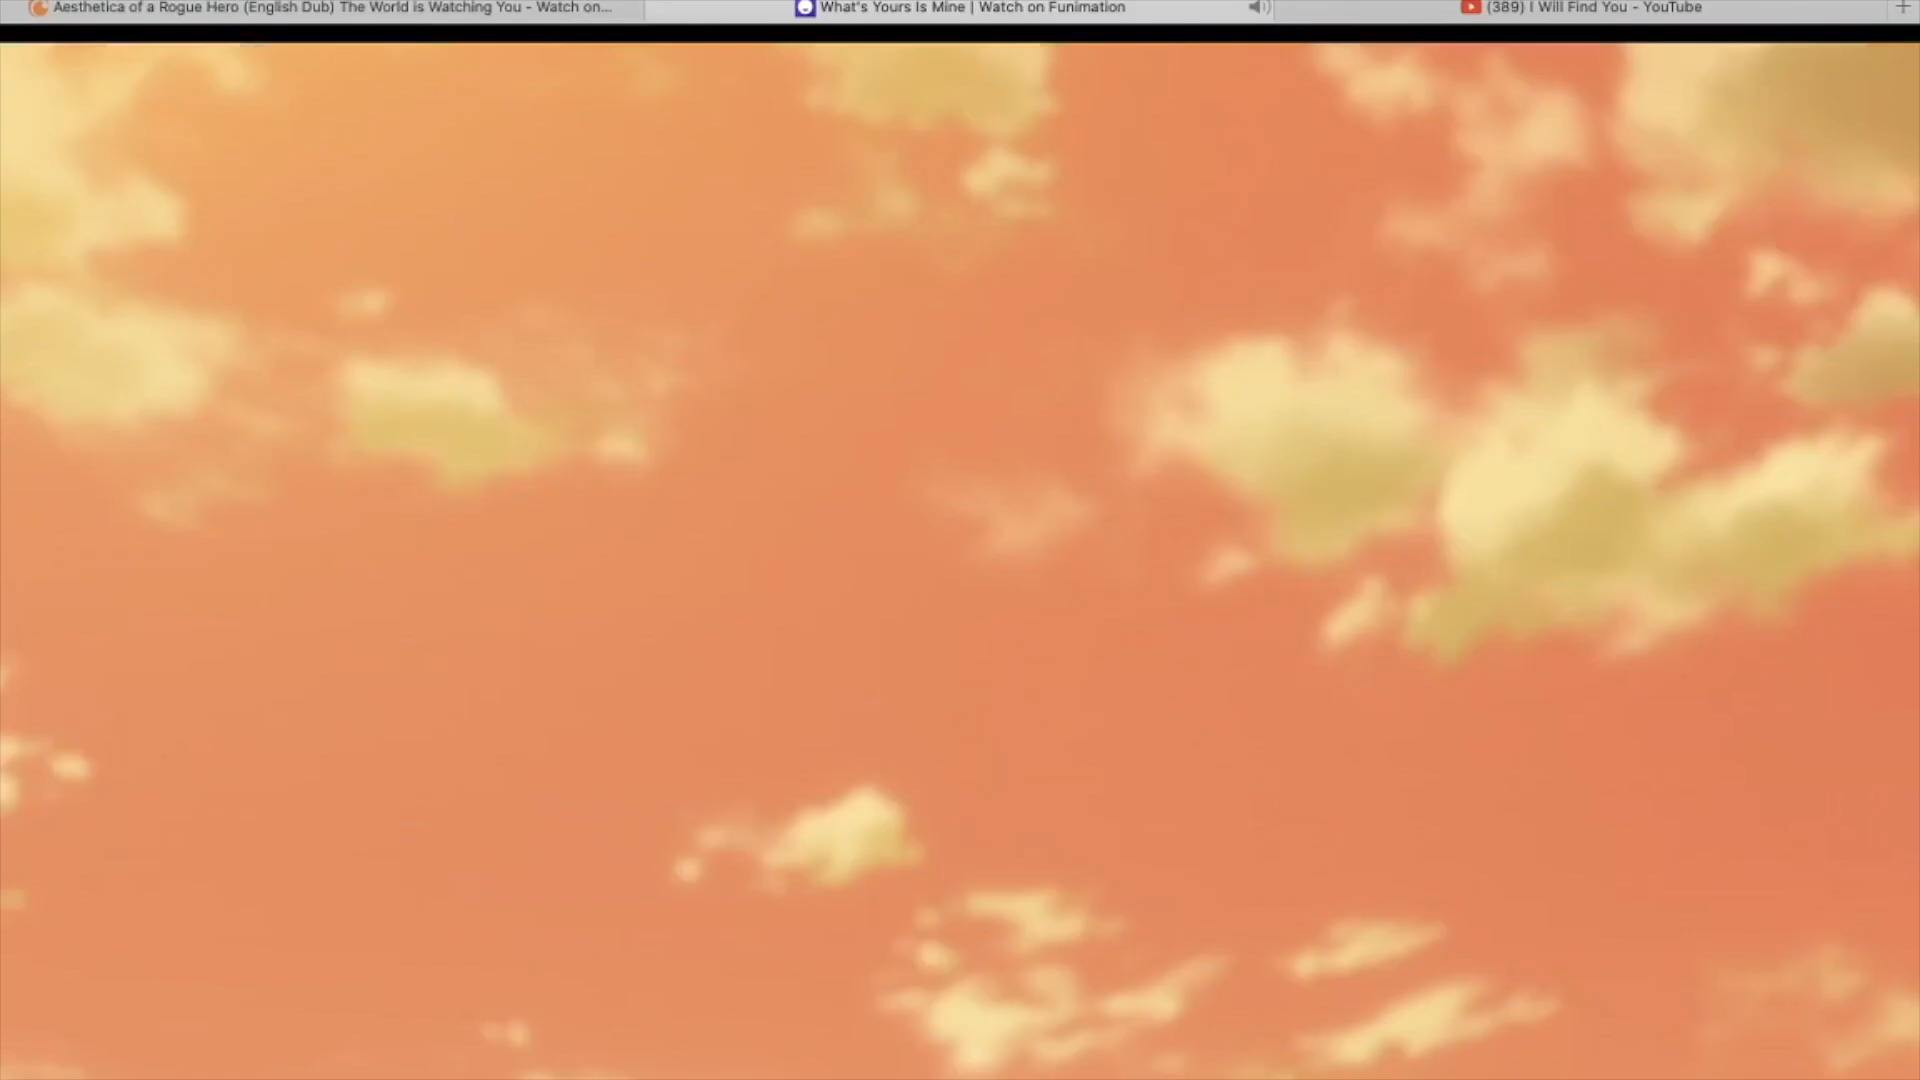 Aesthetica of a Rogue Hero (English Dub) The World is Watching You - Watch on...
What's Yours Is Mine | Watch on Funimation
(389) I Will Find You - YouTube